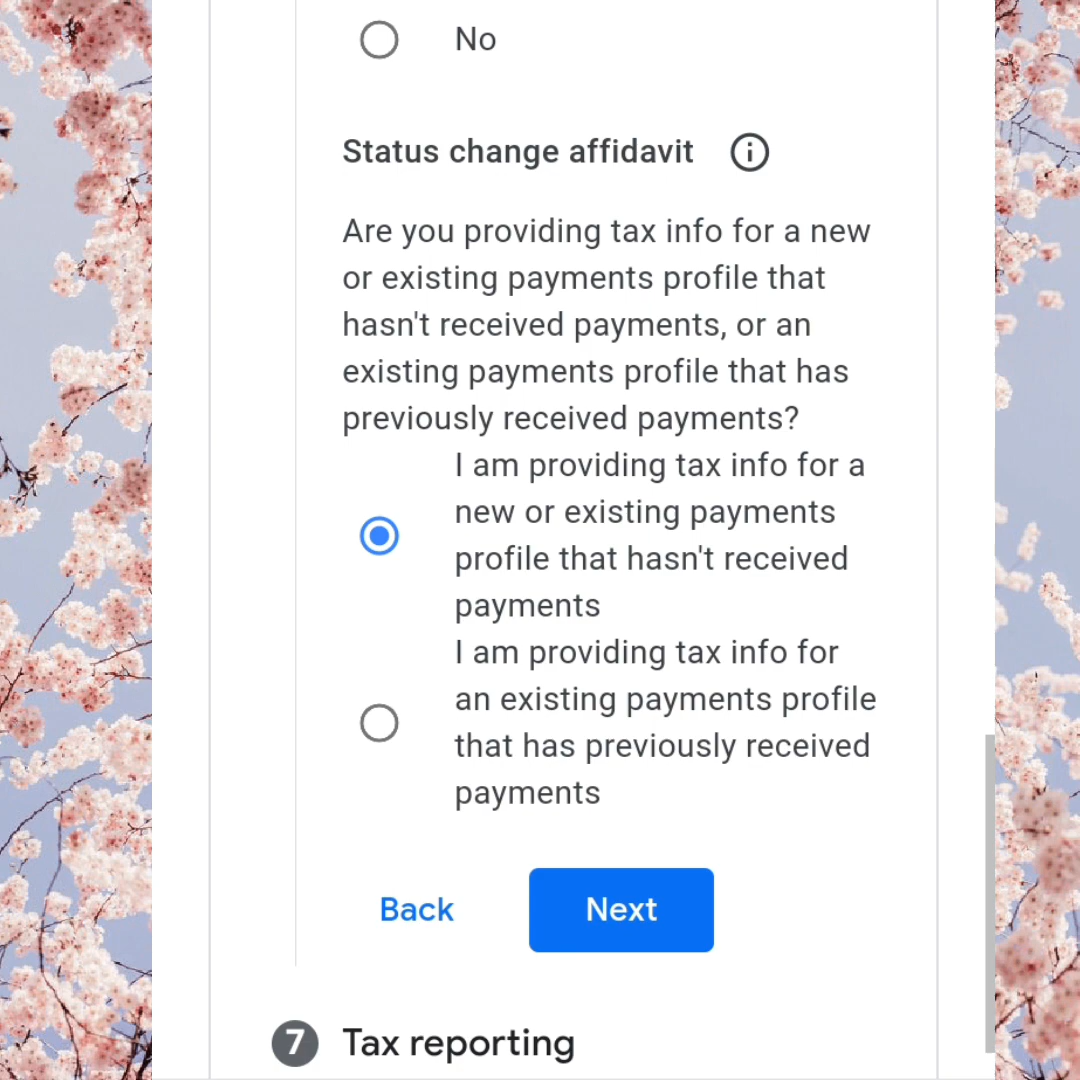 No
Status change affidavit
Are you providing tax info for a new
or existing payments profile that
hasn't received payments, or an
existing payments profile that has
previously received payments?
I am providing tax info for a
new or existing payments
profile that hasn't received
payments
I am providing tax info for
an existing payments profile
that has previously received
payments
Back Next
7 Tax reporting